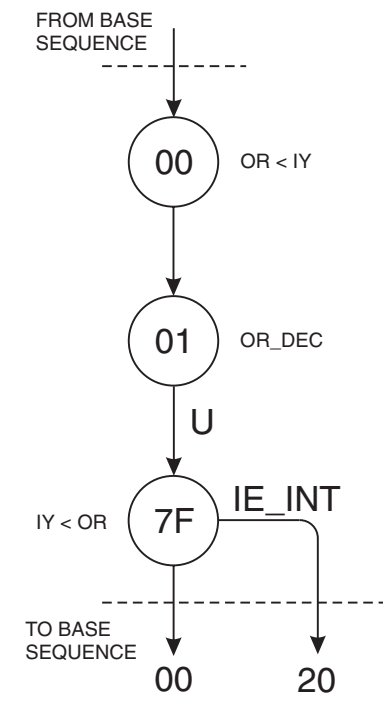 FROM BASE
SEQUENCE
00
OR < IY
01
OR_DEC
U
IY < OR
7F
IE_INT
TO BASE
SEQUENCE
00
20